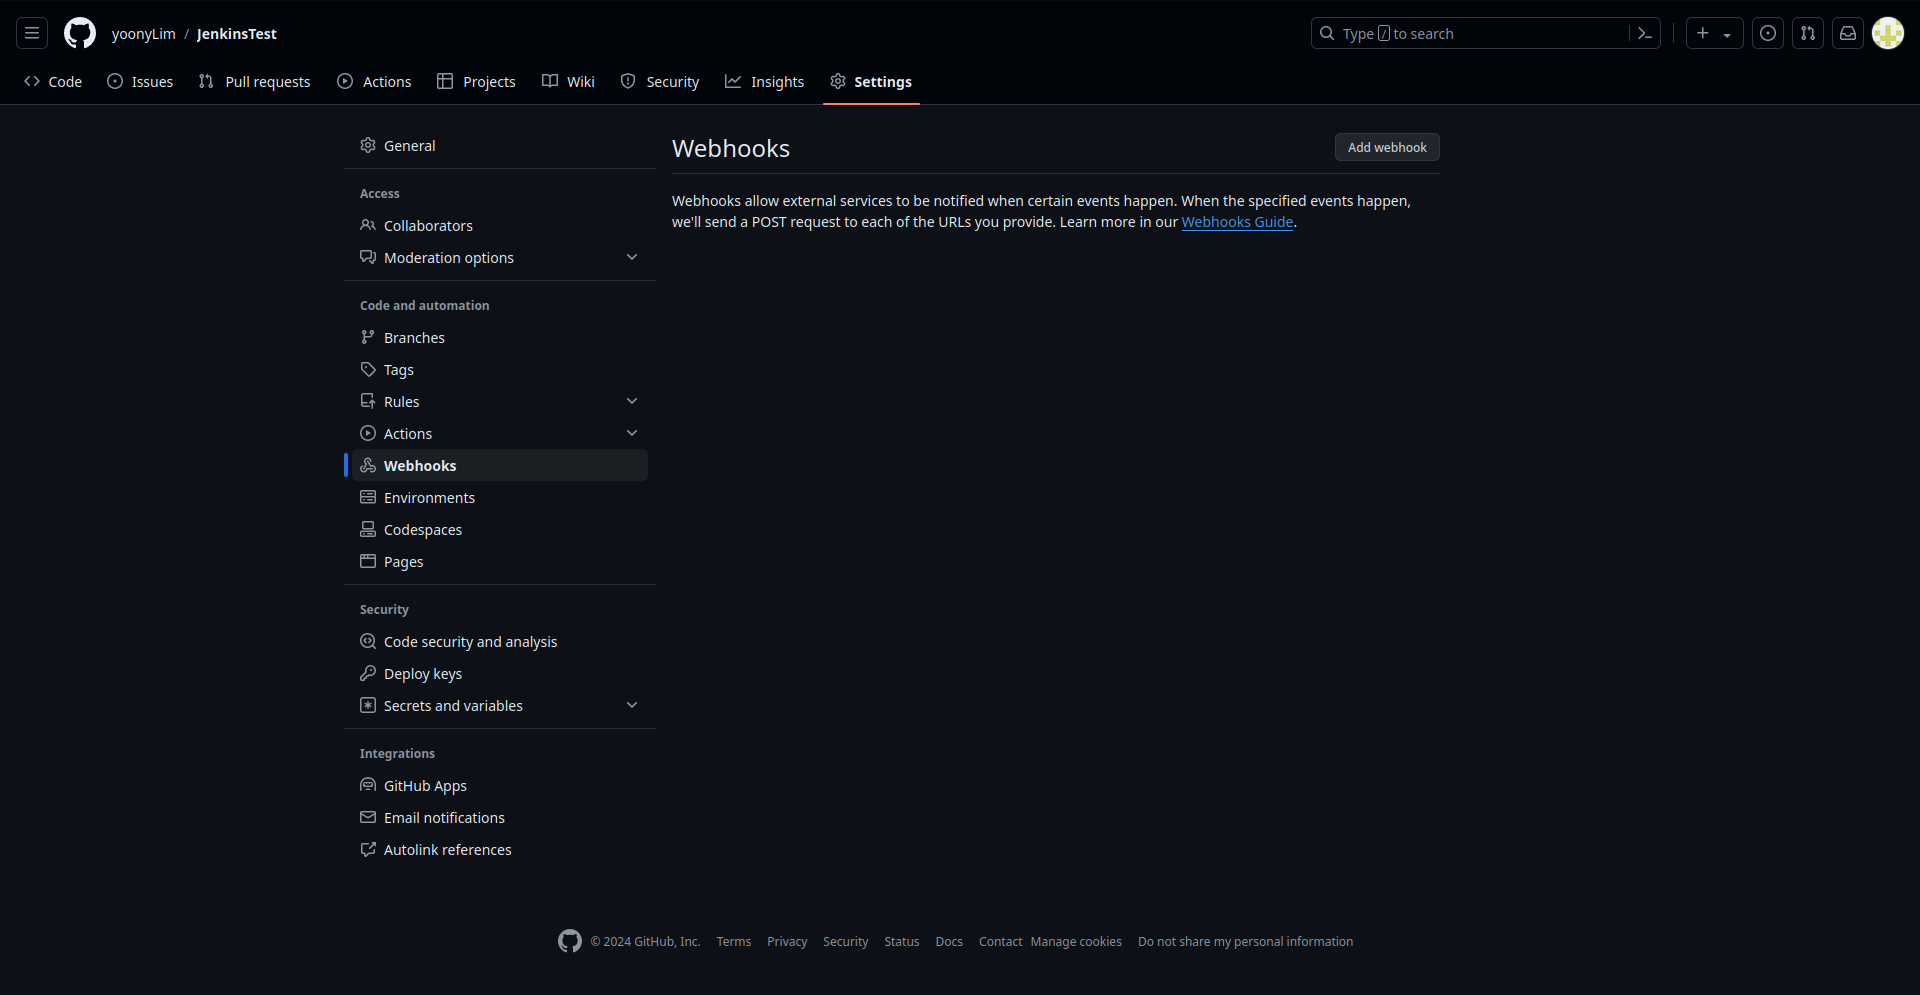 yoonyLim / JenkinsTest
Type / to search
Code Issues Pull requests Actions Projects Wiki Security Insights Settings
General
Access
Collaborators
Moderation options
Code and automation
Branches
Tags
Rules
Actions
Webhooks
Environments
Codespaces
Pages
Security
Code security and analysis
Deploy keys
Secrets and variables
Integrations
GitHub Apps
Email notifications
Autolink references
Webhooks
Add webhook
Webhooks allow external services to be notified when certain events happen. When the specified events happen,
we'll send a POST request to each of the URLs you provide. Learn more in our Webhooks Guide.
© 2024 GitHub, Inc. Terms Privacy Security Status Docs Contact Manage cookies Do not share my personal information